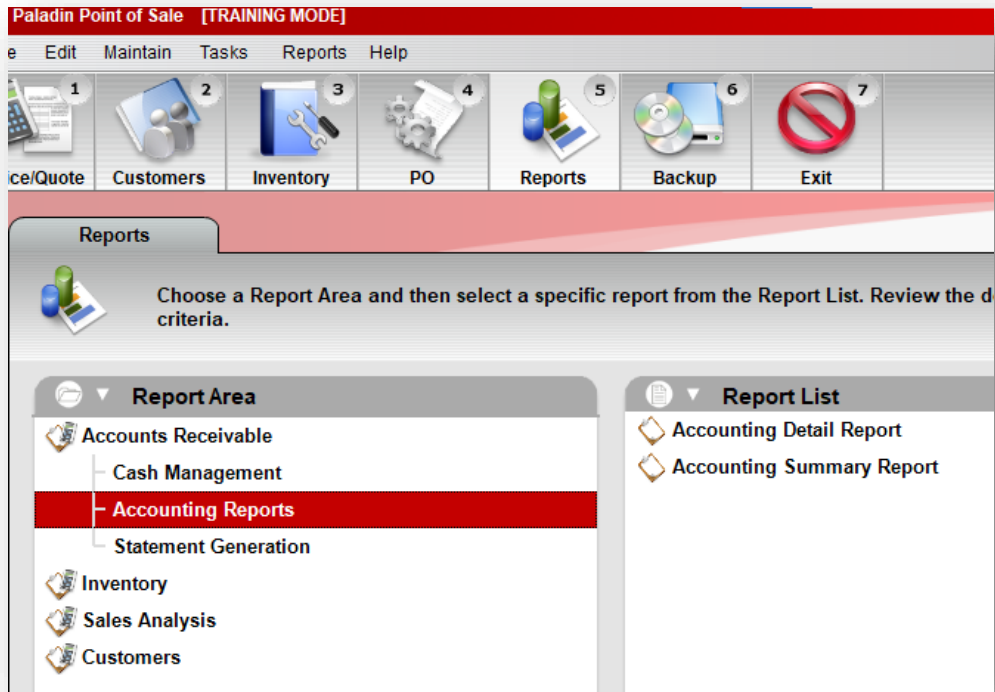 Paladin Point of Sale [TRAINING MODE]
e Edit Maintain Tasks Reports Help
1 2 3 4 5 6 7
ice/Quote Customers Inventory PO Reports Backup Exit
Reports
Choose a Report Area and then select a specific report from the Report List. Review the d
criteria.
Report Area
Accounts Receivable
Cash Management
Accounting Reports
Statement Generation
Inventory
Sales Analysis
Customers
Report List
Accounting Detail Report
Accounting Summary Report